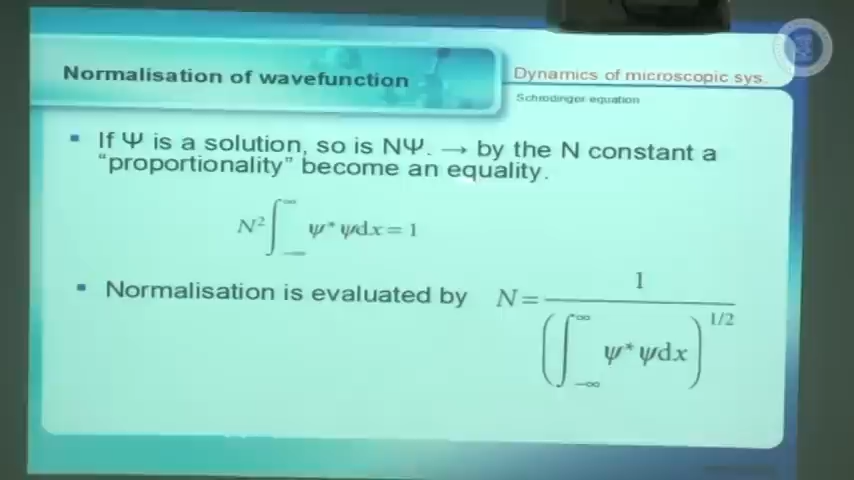 Normalisation of wavefunction
Dynamics of microscopic sys.
Schrodinger equation
▪ If Ψ is a solution, so is NΨ. → by the N constant a
"proportionality" become an equality.
N² ∫_{-∞}^{∞} ψ* ψdx = 1
▪ Normalisation is evaluated by N = 1 / (∫_{-∞}^{∞} ψ* ψdx)^{1/2}